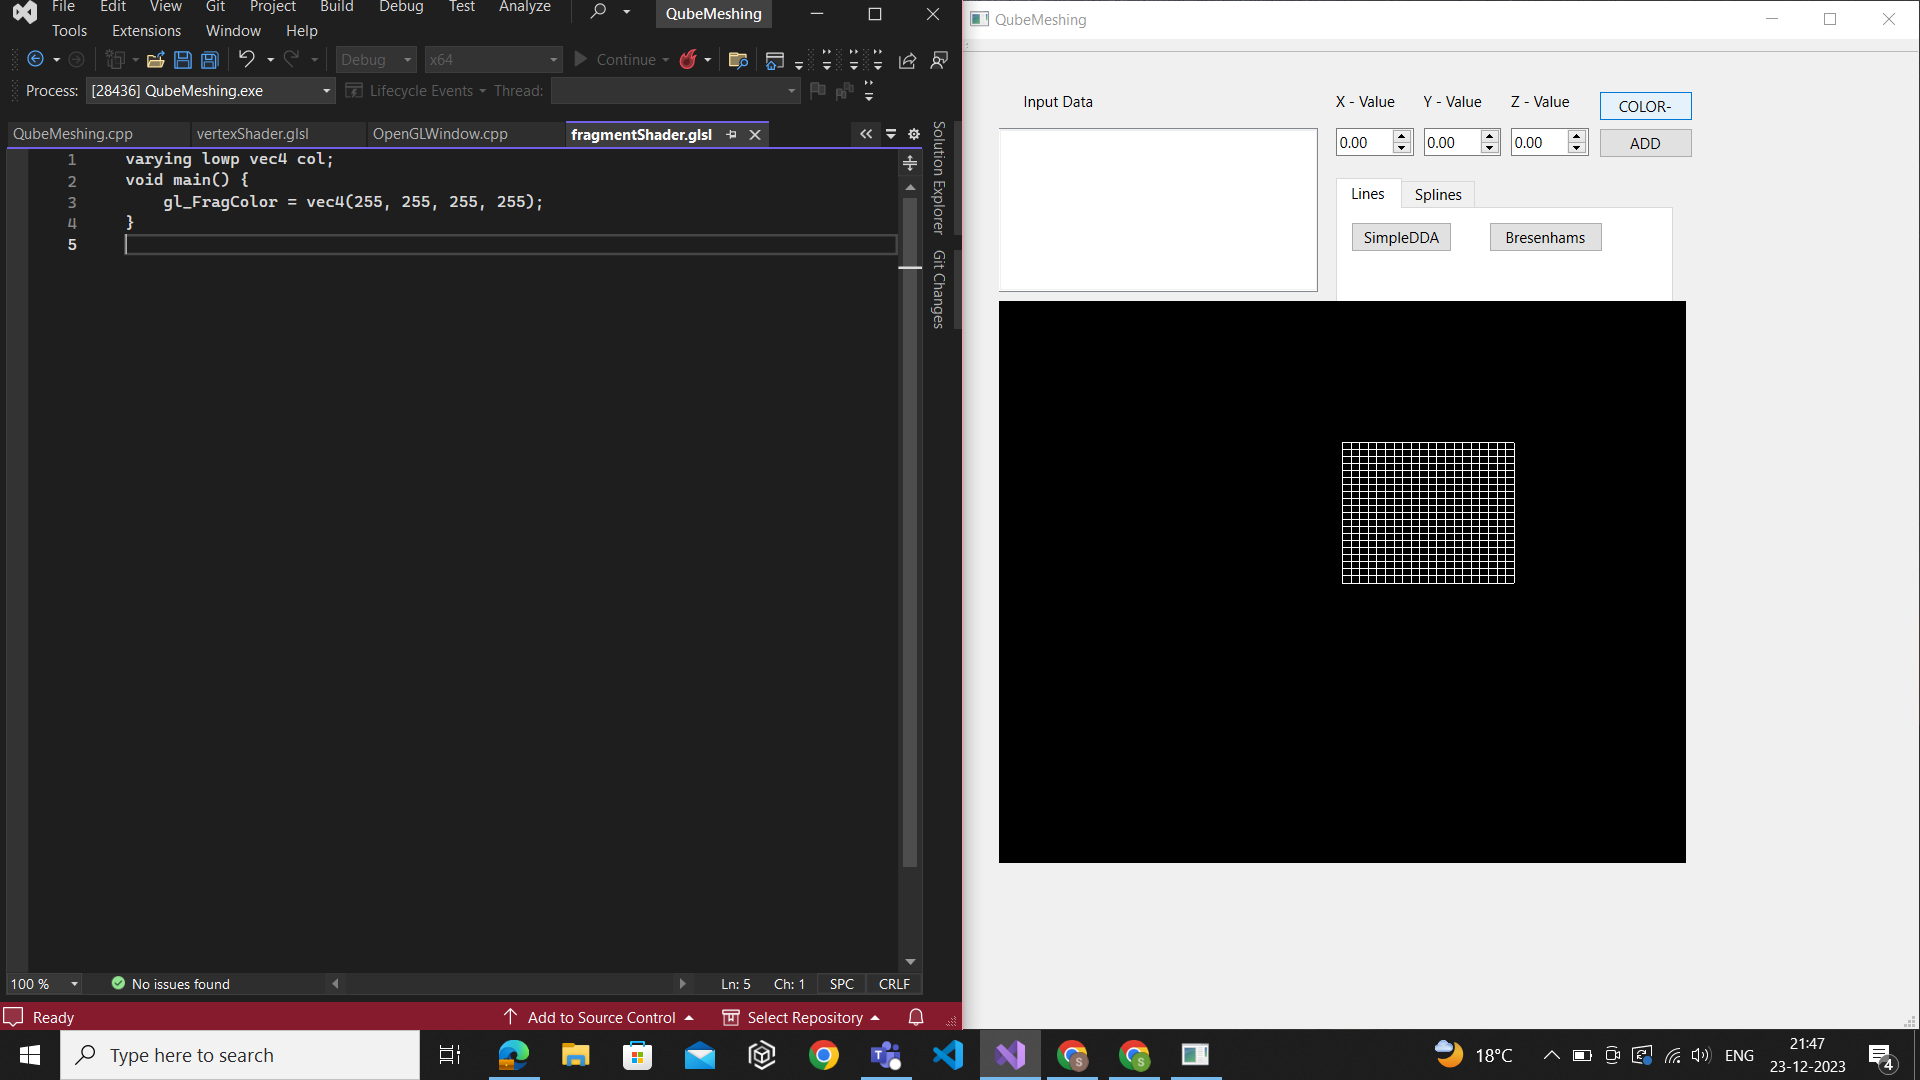 File Edit View Git Project Build Debug Test Analyze QubeMeshing
Tools Extensions Window Help
Debug x64 Continue
Process: [28436] QubeMeshing.exe Lifecycle Events Thread:
QubeMeshing.cpp vertexShader.glsl OpenGLWindow.cpp fragmentShader.glsl
1 varying lowp vec4 col;
2 void main() {
3 gl_FragColor = vec4(255, 255, 255, 255);
4 }
5
Solution Explorer
Git Changes
100 % No issues found Ln: 5 Ch: 1 SPC CRLF
Ready Add to Source Control Select Repository
QubeMeshing
Input Data X - Value Y - Value Z - Value COLOR-
0.00 0.00 0.00 ADD
Lines Splines
SimpleDDA Bresenhams
Type here to search
S S
18°C ENG
21:47
23-12-2023
4